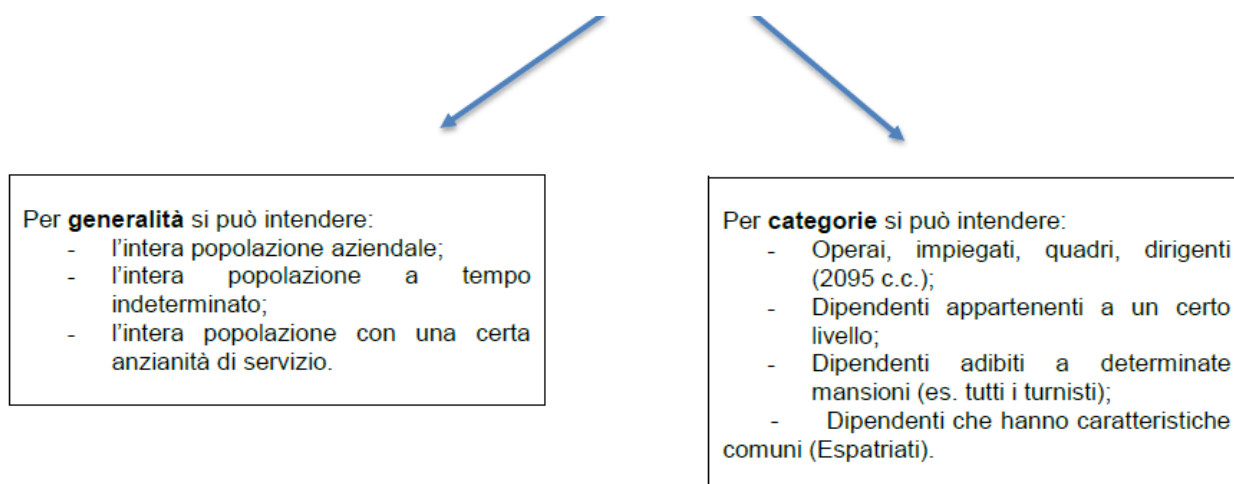 Per generalità si può intendere:
- l'intera popolazione aziendale;
- l'intera popolazione a tempo
indeterminato;
- l'intera popolazione con una certa
anzianità di servizio.
Per categorie si può intendere:
- Operai, impiegati, quadri, dirigenti
(2095 c.c.);
- Dipendenti appartenenti a un certo
livello;
- Dipendenti adibiti a determinate
mansioni (es. tutti i turnisti);
- Dipendenti che hanno caratteristiche
comuni (Espatriati).